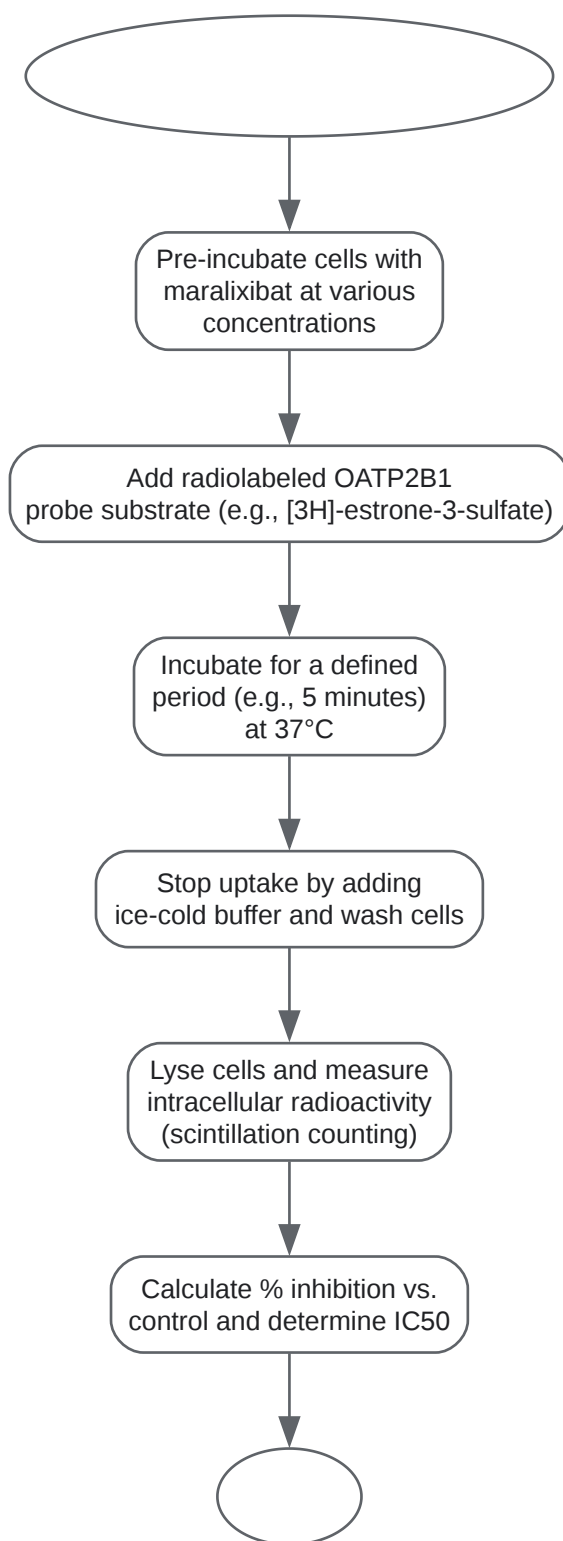 Pre-incubate cells with
maralixibat at various
concentrations
Add radiolabeled OATP2B1
probe substrate (e.g., [3H]-estrone-3-sulfate)
Incubate for a defined
period (e.g., 5 minutes)
at 37°C
Stop uptake by adding
ice-cold buffer and wash cells
Lyse cells and measure
intracellular radioactivity
(scintillation counting)
Calculate % inhibition vs.
control and determine IC50